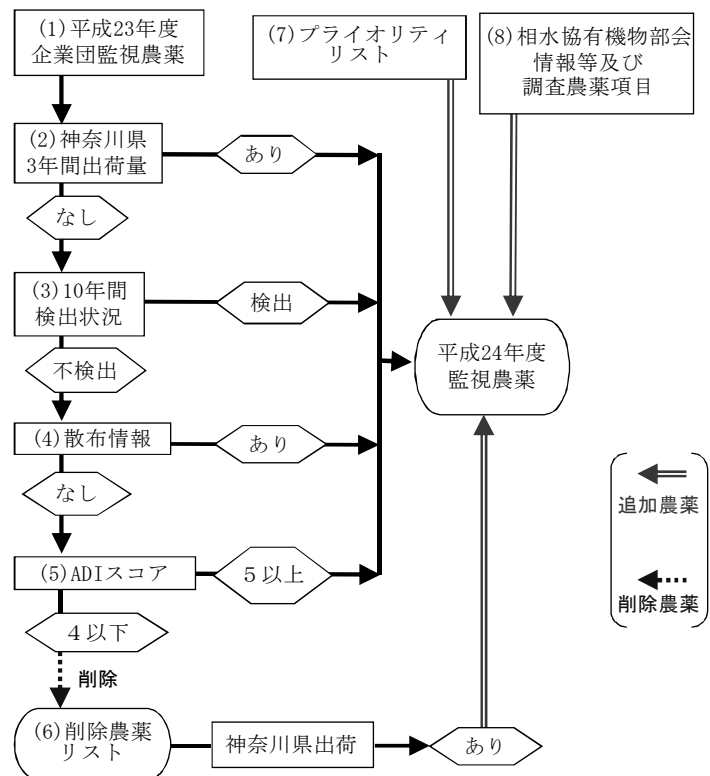 (1)平成23年度
企業団監視農薬
(7)プライオリティ
リスト
(8)相水協有機物部会
情報等及び
調査農薬項目
(2)神奈川県
3年間出荷量
あり
なし
(3)10年間
検出状況
検出
平成24年度
監視農薬
不検出
(4)散布情報
あり
なし
追加農薬
(5)ADIスコア
５以上
削除農薬
４以下
削除
(6)削除農薬
リスト
神奈川県出荷
あり